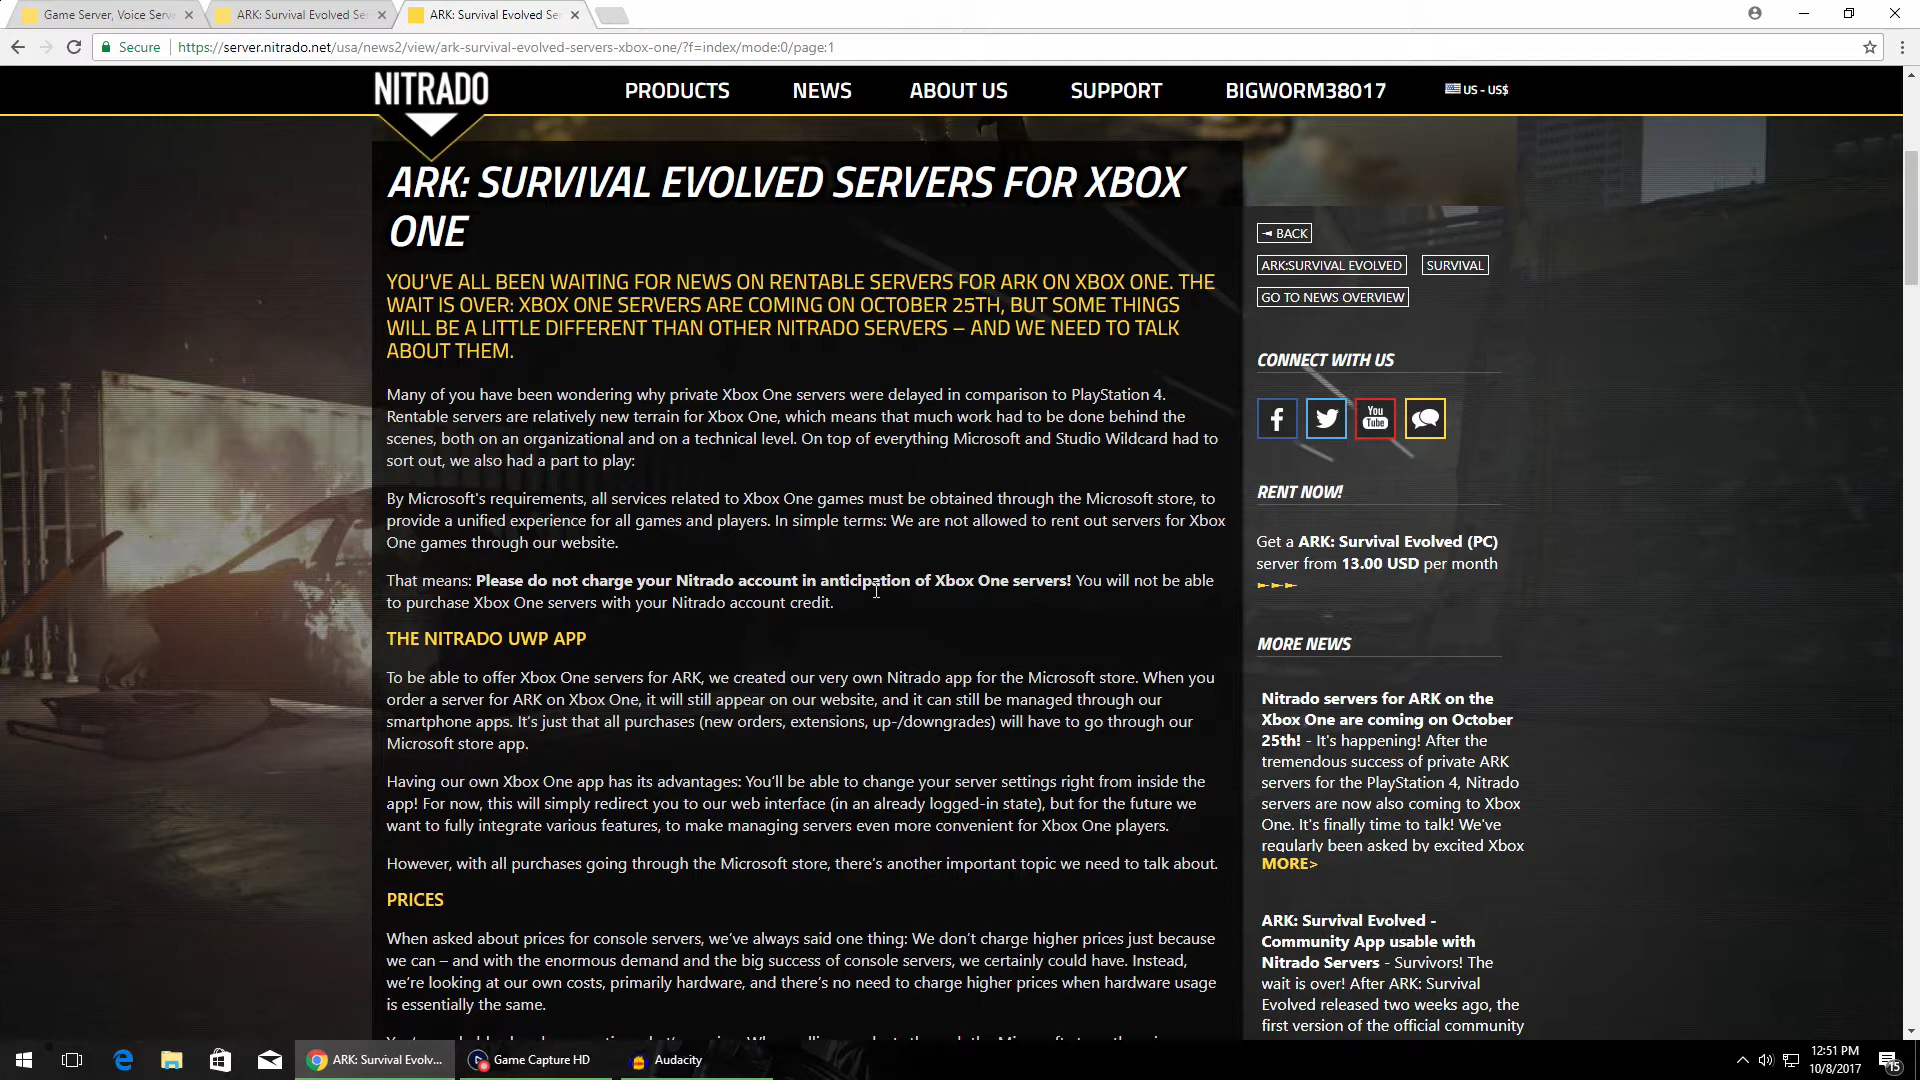 Game Server, Voice Serve
ARK: Survival Evolved Se
ARK: Survival Evolved Se
Secure
https://server.nitrado.net/usa/news2/view/ark-survival-evolved-servers-xbox-one/?f=index/mode:0/page:1
NITRADO
PRODUCTS
NEWS
ABOUT US
SUPPORT
BIGWORM38017
US - US$
ARK: SURVIVAL EVOLVED SERVERS FOR XBOX
ONE
YOU'VE ALL BEEN WAITING FOR NEWS ON RENTABLE SERVERS FOR ARK ON XBOX ONE. THE
WAIT IS OVER: XBOX ONE SERVERS ARE COMING ON OCTOBER 25TH, BUT SOME THINGS
WILL BE A LITTLE DIFFERENT THAN OTHER NITRADO SERVERS – AND WE NEED TO TALK
ABOUT THEM.
Many of you have been wondering why private Xbox One servers were delayed in comparison to PlayStation 4.
Rentable servers are relatively new terrain for Xbox One, which means that much work had to be done behind the
scenes, both on an organizational and on a technical level. On top of everything Microsoft and Studio Wildcard had to
sort out, we also had a part to play:
By Microsoft's requirements, all services related to Xbox One games must be obtained through the Microsoft store, to
provide a unified experience for all games and players. In simple terms: We are not allowed to rent out servers for Xbox
One games through our website.
That means: Please do not charge your Nitrado account in anticipation of Xbox One servers! You will not be able
to purchase Xbox One servers with your Nitrado account credit.
THE NITRADO UWP APP
To be able to offer Xbox One servers for ARK, we created our very own Nitrado app for the Microsoft store. When you
order a server for ARK on Xbox One, it will still appear on our website, and it can still be managed through our
smartphone apps. It's just that all purchases (new orders, extensions, up-/downgrades) will have to go through our
Microsoft store app.
Having our own Xbox One app has its advantages: You'll be able to change your server settings right from inside the
app! For now, this will simply redirect you to our web interface (in an already logged-in state), but for the future we
want to fully integrate various features, to make managing servers even more convenient for Xbox One players.
However, with all purchases going through the Microsoft store, there's another important topic we need to talk about.
PRICES
When asked about prices for console servers, we've always said one thing: We don't charge higher prices just because
we can – and with the enormous demand and the big success of console servers, we certainly could have. Instead,
we're looking at our own costs, primarily hardware, and there's no need to charge higher prices when hardware usage
is essentially the same.
◄ BACK
ARK:SURVIVAL EVOLVED
SURVIVAL
GO TO NEWS OVERVIEW
CONNECT WITH US
You
Tube
RENT NOW!
Get a ARK: Survival Evolved (PC)
server from 13.00 USD per month
MORE NEWS
Nitrado servers for ARK on the
Xbox One are coming on October
25th! - It's happening! After the
tremendous success of private ARK
servers for the PlayStation 4, Nitrado
servers are now also coming to Xbox
One. It's finally time to talk! We've
regularly been asked by excited Xbox
MORE>
ARK: Survival Evolved -
Community App usable with
Nitrado Servers - Survivors! The
wait is over! After ARK: Survival
Evolved released two weeks ago, the
first version of the official community
ARK: Survival Evolv...
Game Capture HD
Audacity
12:51 PM
10/8/2017
15